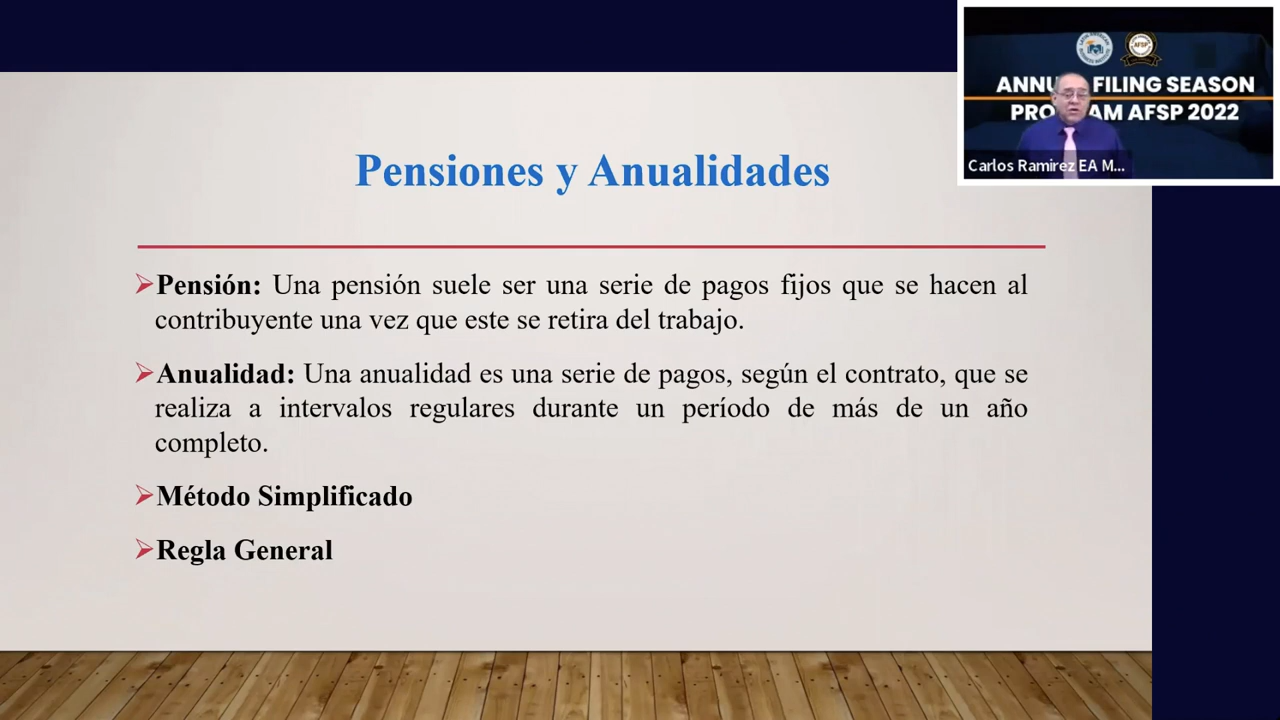 ANNU FILING SEASON
PRO AM AFSP 2022
AFSP
Carlos Ramirez EA M...
Pensiones y Anualidades
Pensión: Una pensión suele ser una serie de pagos fijos que se hacen al
contribuyente una vez que este se retira del trabajo.
Anualidad: Una anualidad es una serie de pagos, según el contrato, que se
realiza a intervalos regulares durante un período de más de un año
completo.
Método Simplificado
Regla General